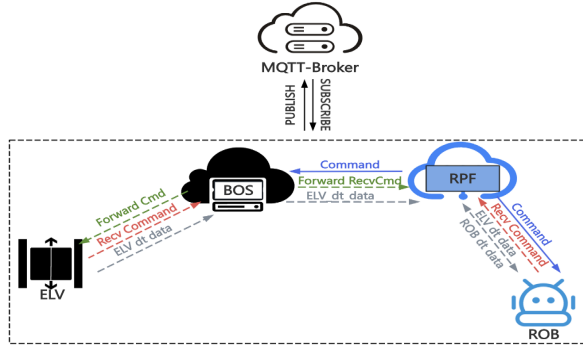 MQTT-Broker
PUBLISH
SUBSCRIBE
Command
Forward RecvCmd
ELV dt data
BOS
RPF
Forward Cmd
Recv Command
ELV dt data
Command
Recv Command
ELV dt data
ROB dt data
ELV
ROB